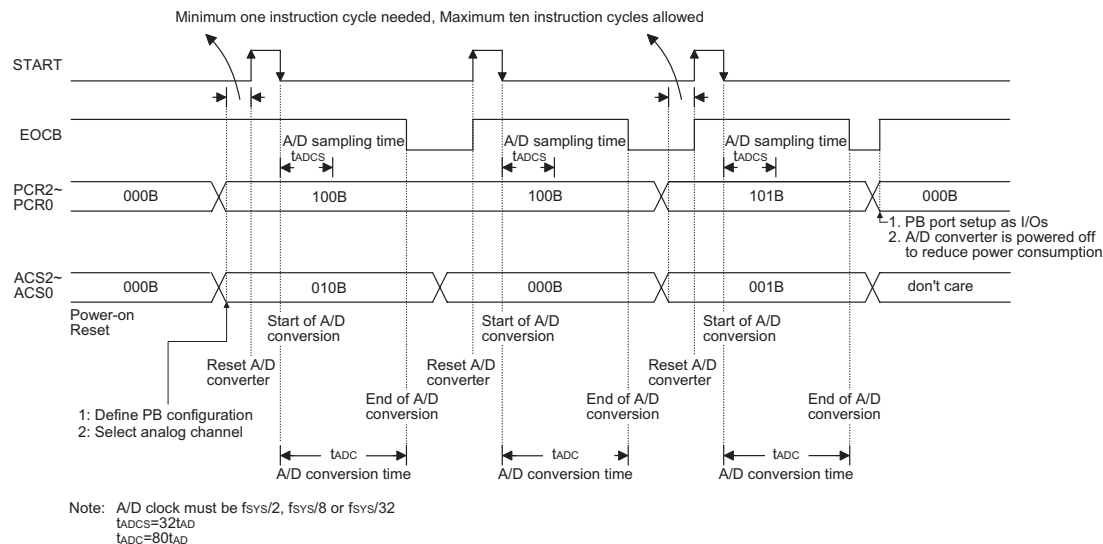 Minimum one instruction cycle needed, Maximum ten instruction cycles allowed
START
EOCB
A/D sampling time
tADCS
A/D sampling time
tADCS
A/D sampling time
tADCS
PCR2~
PCR0
000B
100B
100B
101B
000B
1. PB port setup as I/Os
2. A/D converter is powered off
to reduce power consumption
ACS2~
ACS0
000B
010B
000B
001B
don't care
Power-on
Reset
Start of A/D
conversion
Start of A/D
conversion
Start of A/D
conversion
Reset A/D
converter
Reset A/D
converter
Reset A/D
converter
1: Define PB configuration
2: Select analog channel
End of A/D
conversion
End of A/D
conversion
End of A/D
conversion
tADC
A/D conversion time
tADC
A/D conversion time
tADC
A/D conversion time
Note: A/D clock must be fSYS/2, fSYS/8 or fSYS/32
tADCS=32tAD
tADC=80tAD